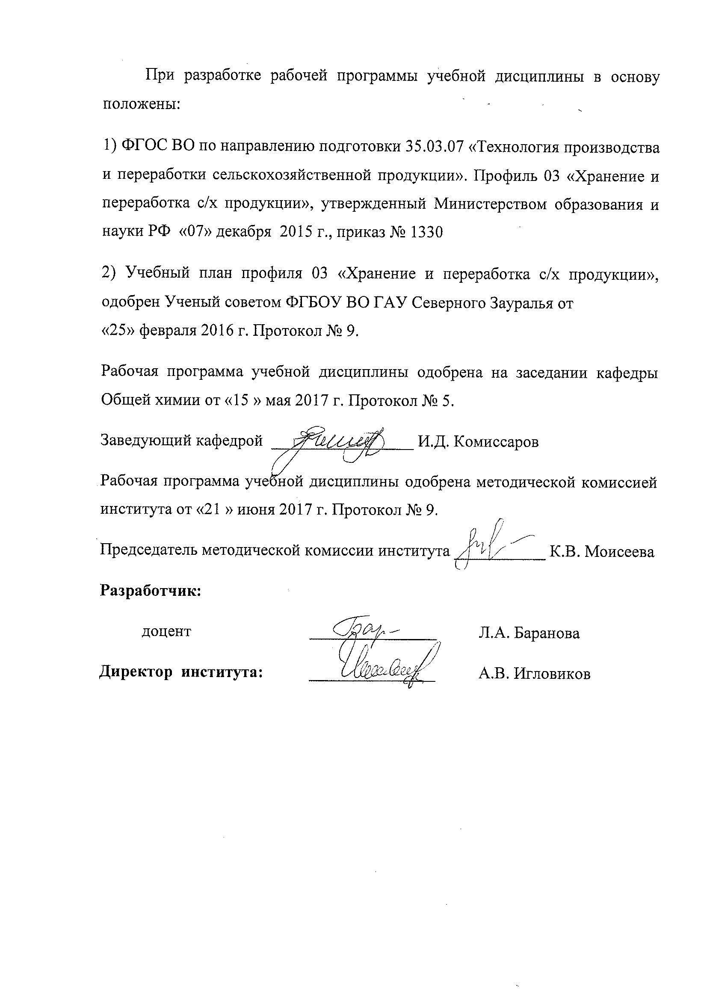 При разработке рабочей программы учебной дисциплины в основу
положены:
1) ФГОС ВО по направлению подготовки 35.03.07 «Технология производства
и переработки сельскохозяйственной продукции». Профиль 03 «Хранение и
переработка с/х продукции», утвержденный Министерством образования и
науки РФ «07» декабря 2015 г., приказ № 1330
2) Учебный план профиля 03 «Хранение и переработка с/х продукции»,
одобрен Ученый советом ФГБОУ ВО ГАУ Северного Зауралья от
«25» февраля 2016 г. Протокол № 9.
Рабочая программа учебной дисциплины одобрена на заседании кафедры
Общей химии от «15 » мая 2017 г. Протокол № 5.
Заведующий кафедрой И.Д. Комиссаров
Рабочая программа учебной дисциплины одобрена методической комиссией
института от «21 » июня 2017 г. Протокол № 9.
Председатель методической комиссии института К.В. Моисеева
Разработчик:
доцент Л.А. Баранова
Директор института: А.В. Игловиков